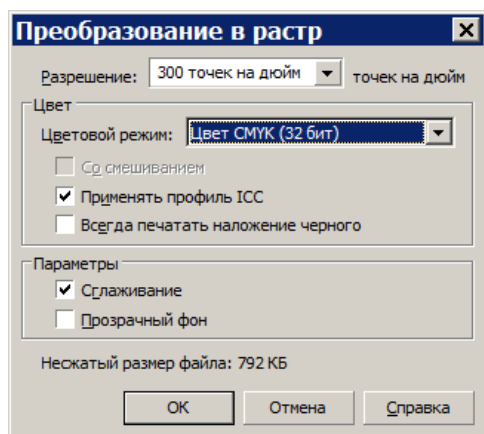 Преобразование в растр
Разрешение: 300 точек на дюйм точек на дюйм
Цвет
Цветовой режим: Цвет CMYK (32 бит)
Со смешиванием
Применять профиль ICC
Всегда печатать наложение черного
Параметры
Сглаживание
Прозрачный фон
Несжатый размер файла: 792 КБ
ОК Отмена Справка